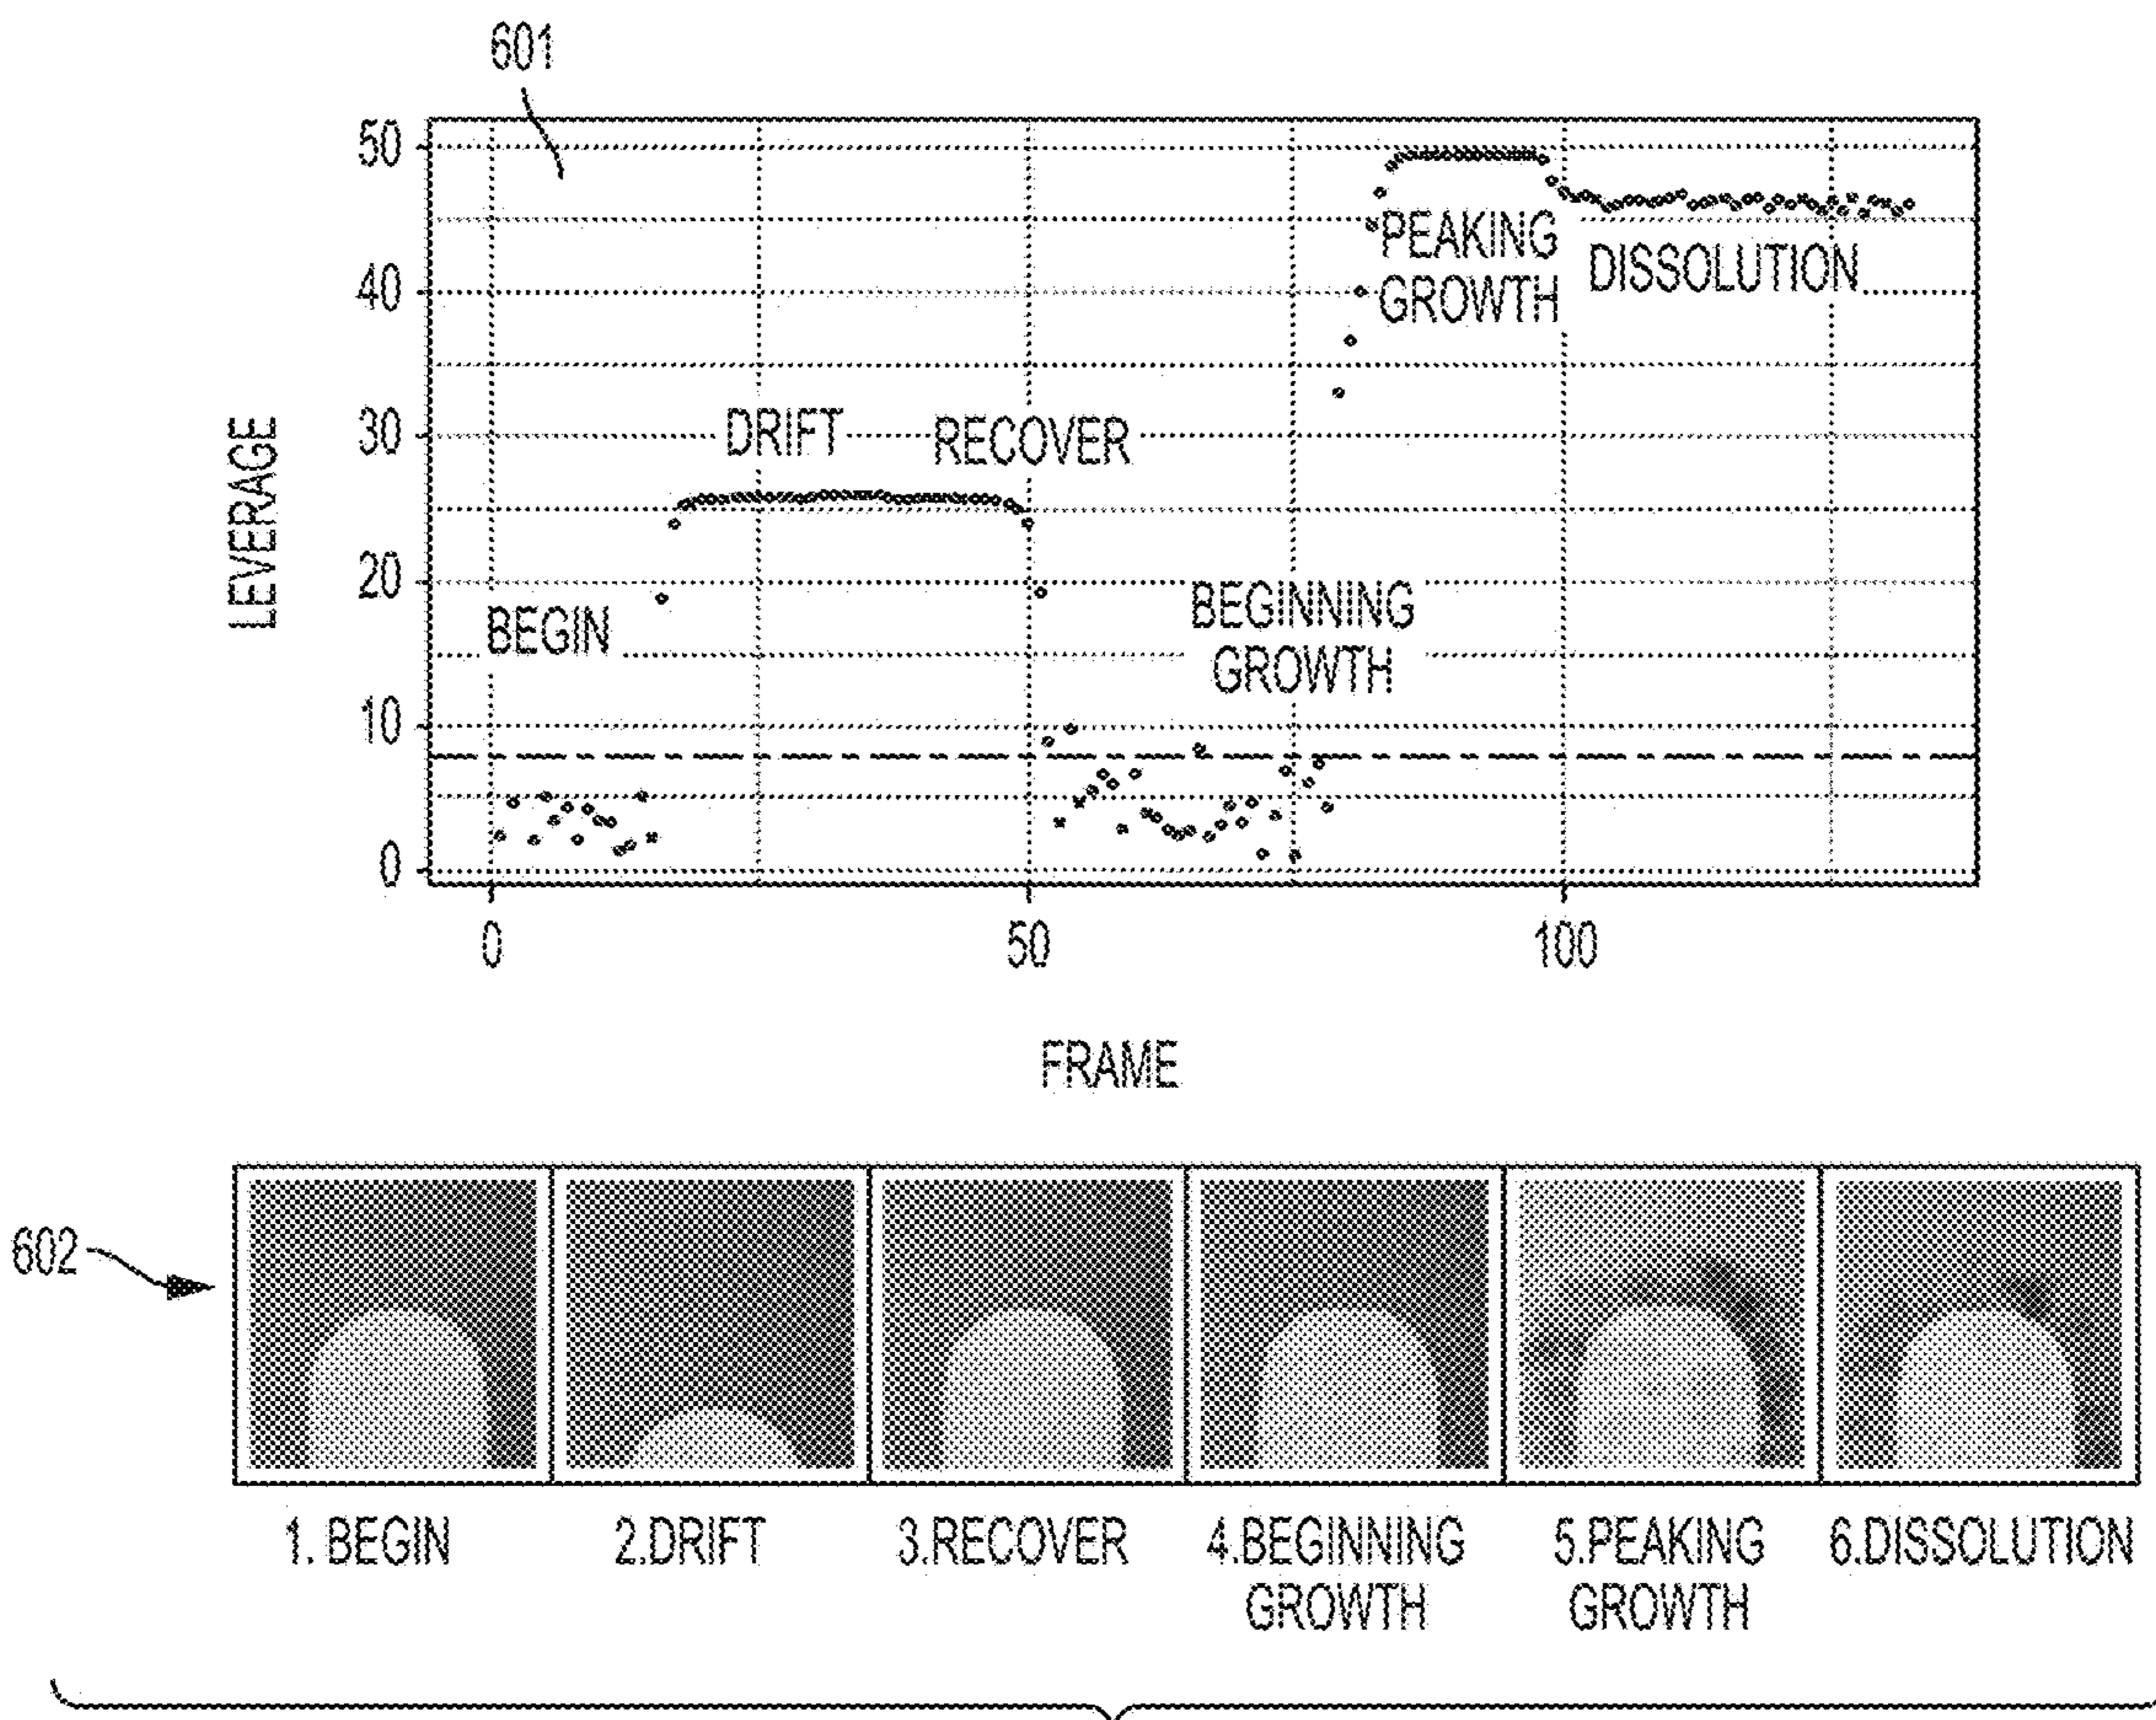 601
50
40
30
20
10
0
LEVERAGE
PEAKING
GROWTH
DISSOLUTION
DRIFT
RECOVER
BEGIN
BEGINNING
GROWTH
0
50
100
FRAME
602
1. BEGIN
2.DRIFT
3.RECOVER
4.BEGINNING
GROWTH
5.PEAKING
GROWTH
6.DISSOLUTION